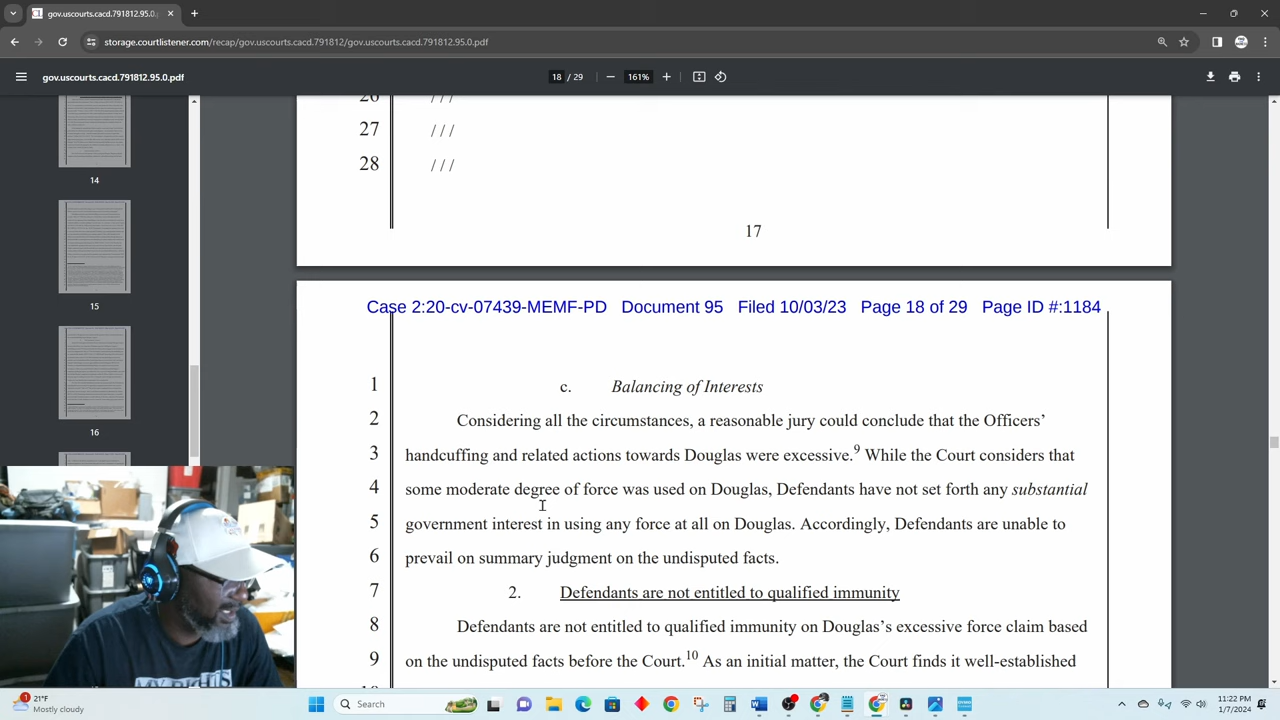 gov.uscourts.cacd.791812.95.0.p
storage.courtlistener.com/recap/gov.uscourts.cacd.791812/gov.uscourts.cacd.791812.95.0.pdf
gov.uscourts.cacd.791812.95.0.pdf
18 / 29
161%
14
15
16
26 / / /
27 / / /
28 / / /
17
Case 2:20-cv-07439-MEMF-PD Document 95 Filed 10/03/23 Page 18 of 29 Page ID #:1184
1 c. Balancing of Interests
2 Considering all the circumstances, a reasonable jury could conclude that the Officers’
3 handcuffing and related actions towards Douglas were excessive.9 While the Court considers that
4 some moderate degree of force was used on Douglas, Defendants have not set forth any substantial
5 government interest in using any force at all on Douglas. Accordingly, Defendants are unable to
6 prevail on summary judgment on the undisputed facts.
7 2. Defendants are not entitled to qualified immunity
8 Defendants are not entitled to qualified immunity on Douglas’s excessive force claim based
9 on the undisputed facts before the Court.10 As an initial matter, the Court finds it well-established
1
21°F
Mostly cloudy
Search
11:22 PM
1/7/2024